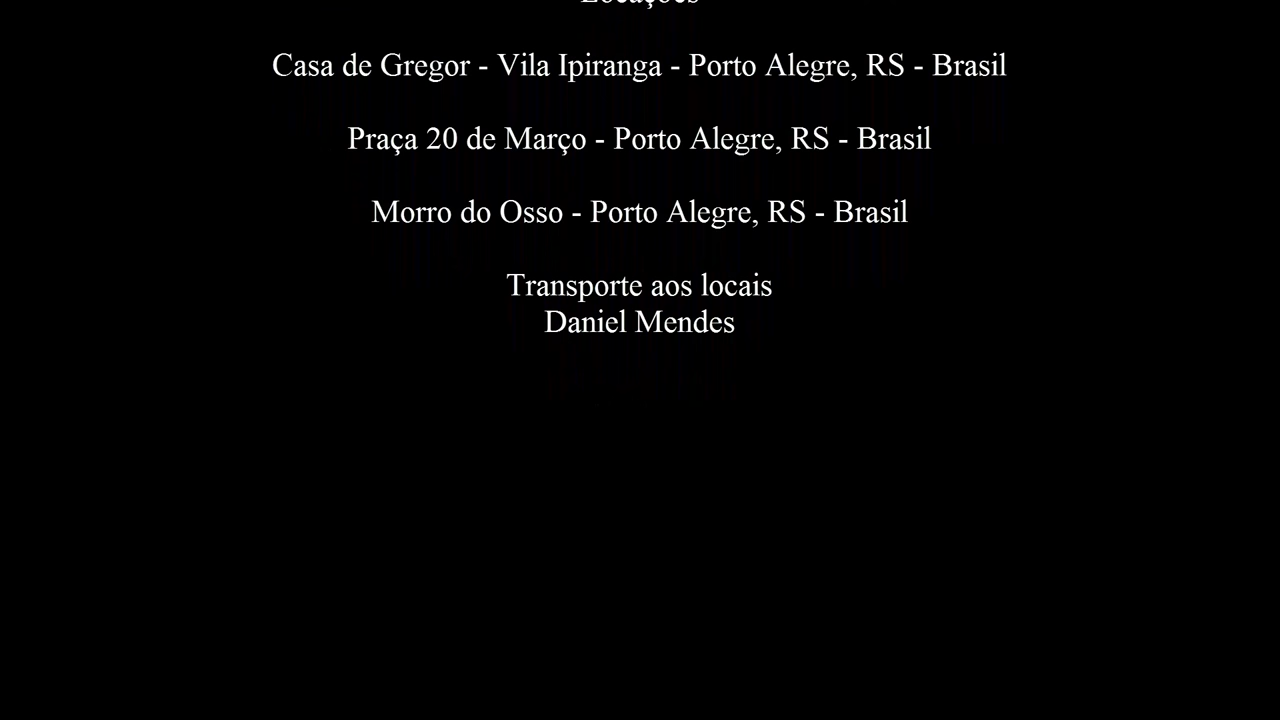 Locações
Casa de Gregor - Vila Ipiranga - Porto Alegre, RS - Brasil
Praça 20 de Março - Porto Alegre, RS - Brasil
Morro do Osso - Porto Alegre, RS - Brasil
Transporte aos locais
Daniel Mendes